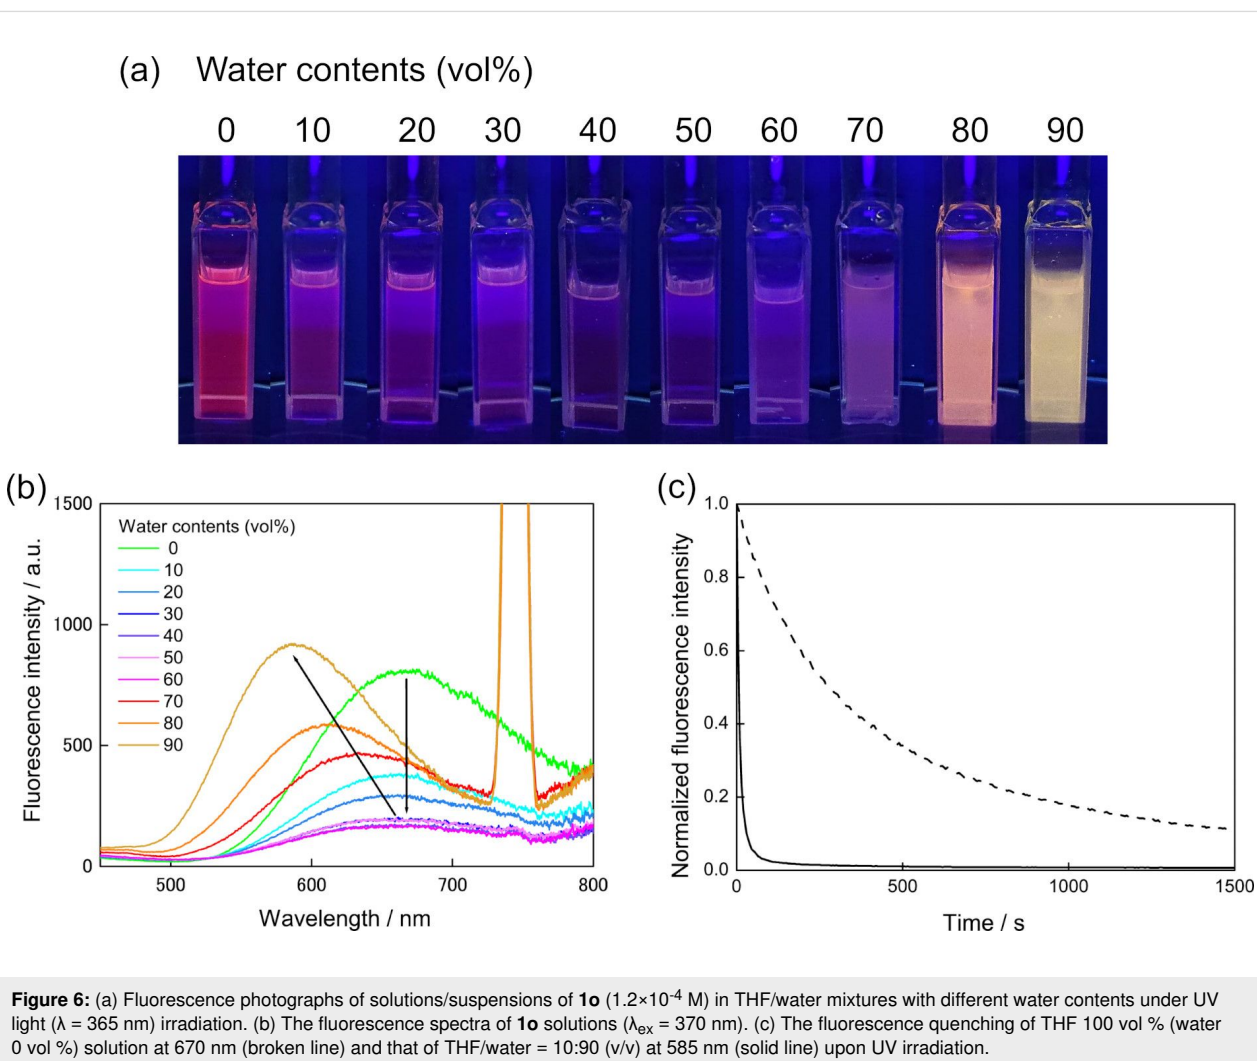 (a) Water contents (vol%)
0 10 20 30 40 50 60 70 80 90
(b)
1500
1000
500
0
Fluorescence intensity / a.u.
Water contents (vol%)
0
10
20
30
40
50
60
70
80
90
500 600 700 800
Wavelength / nm
(c)
1.0
0.8
0.6
0.4
0.2
0.0
Normalized fluorescence intensity
0 500 1000 1500
Time / s
Figure 6: (a) Fluorescence photographs of solutions/suspensions of 1o (1.2×10⁻⁴ M) in THF/water mixtures with different water contents under UV
light (λ = 365 nm) irradiation. (b) The fluorescence spectra of 1o solutions (λₑₓ = 370 nm). (c) The fluorescence quenching of THF 100 vol % (water
0 vol %) solution at 670 nm (broken line) and that of THF/water = 10:90 (v/v) at 585 nm (solid line) upon UV irradiation.